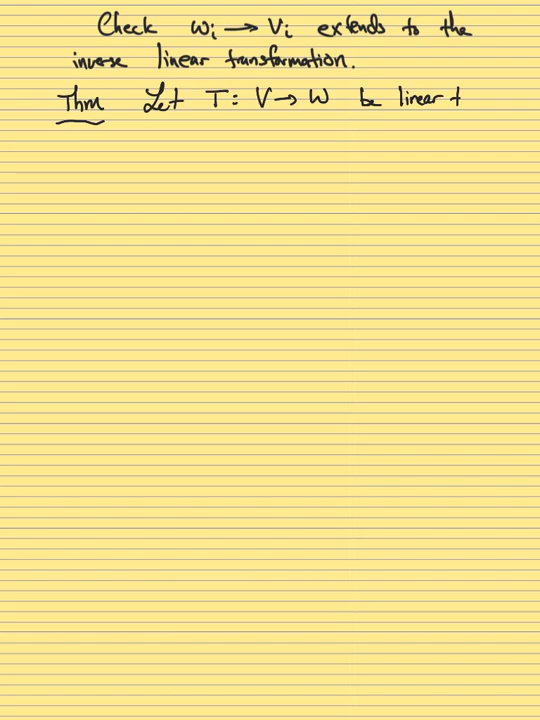 Check wi → vi extends to the
inverse linear transformation.
Thm Let T: V → W be linear t